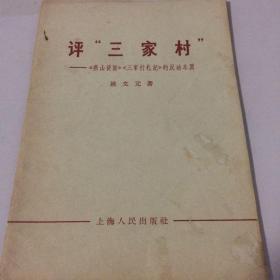 评“三家村”
——《燕山夜话》《三家村札记》的反动本质
姚文元著
上海人民出版社